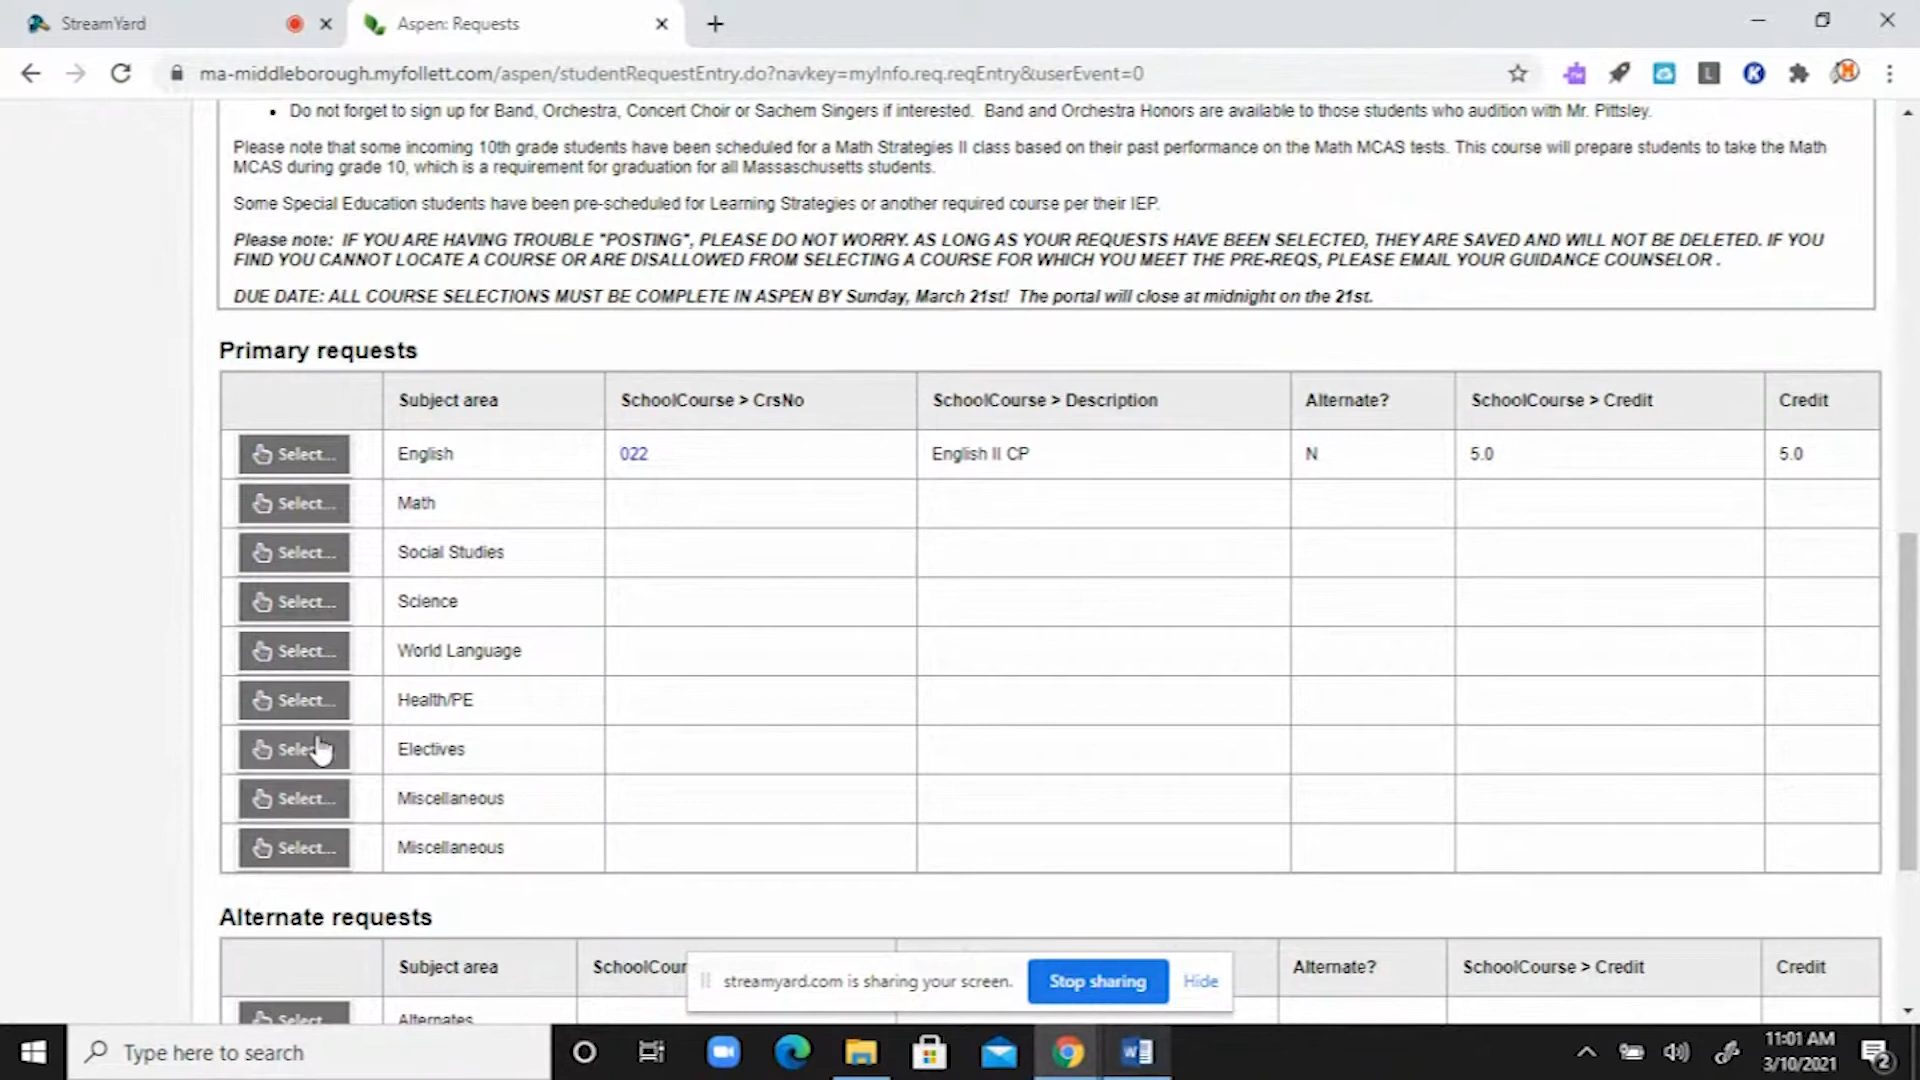 StreamYard
Aspen: Requests
ma-middleborough.myfollett.com/aspen/studentRequestEntry.do?navkey=myInfo.req.reqEntry&userEvent=0
• Do not forget to sign up for Band, Orchestra, Concert Choir or Sachem Singers if interested. Band and Orchestra Honors are available to those students who audition with Mr. Pittsley.
Please note that some incoming 10th grade students have been scheduled for a Math Strategies II class based on their past performance on the Math MCAS tests. This course will prepare students to take the Math
MCAS during grade 10, which is a requirement for graduation for all Massachusetts students.
Some Special Education students have been pre-scheduled for Learning Strategies or another required course per their IEP.
Please note: IF YOU ARE HAVING TROUBLE "POSTING", PLEASE DO NOT WORRY. AS LONG AS YOUR REQUESTS HAVE BEEN SELECTED, THEY ARE SAVED AND WILL NOT BE DELETED. IF YOU
FIND YOU CANNOT LOCATE A COURSE OR ARE DISALLOWED FROM SELECTING A COURSE FOR WHICH YOU MEET THE PRE-REQS, PLEASE EMAIL YOUR GUIDANCE COUNSELOR .
DUE DATE: ALL COURSE SELECTIONS MUST BE COMPLETE IN ASPEN BY Sunday, March 21st! The portal will close at midnight on the 21st.
Primary requests
Subject area SchoolCourse > CrsNo SchoolCourse > Description Alternate? SchoolCourse > Credit Credit
Select... English 022 English II CP N 5.0 5.0
Select... Math
Select... Social Studies
Select... Science
Select... World Language
Select... Health/PE
Select Electives
Select... Miscellaneous
Select... Miscellaneous
Alternate requests
Subject area SchoolCour Alternate? SchoolCourse > Credit Credit
streamyard.com is sharing your screen. Stop sharing Hide
Select... Alternates
Type here to search
11:01 AM
3/10/2021
2